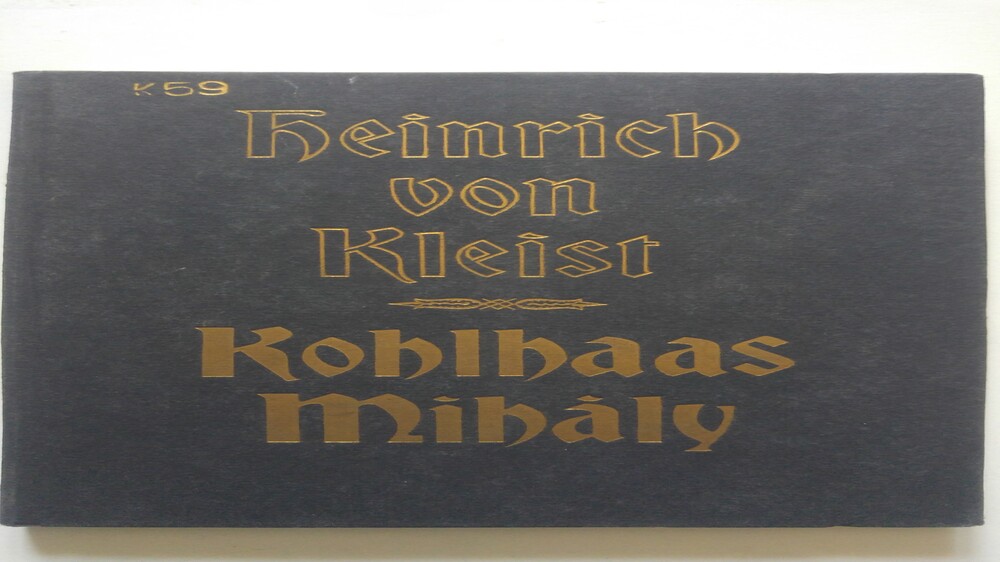 K59
Heinrich
von
Kleist
Kohlhaas
Mihály